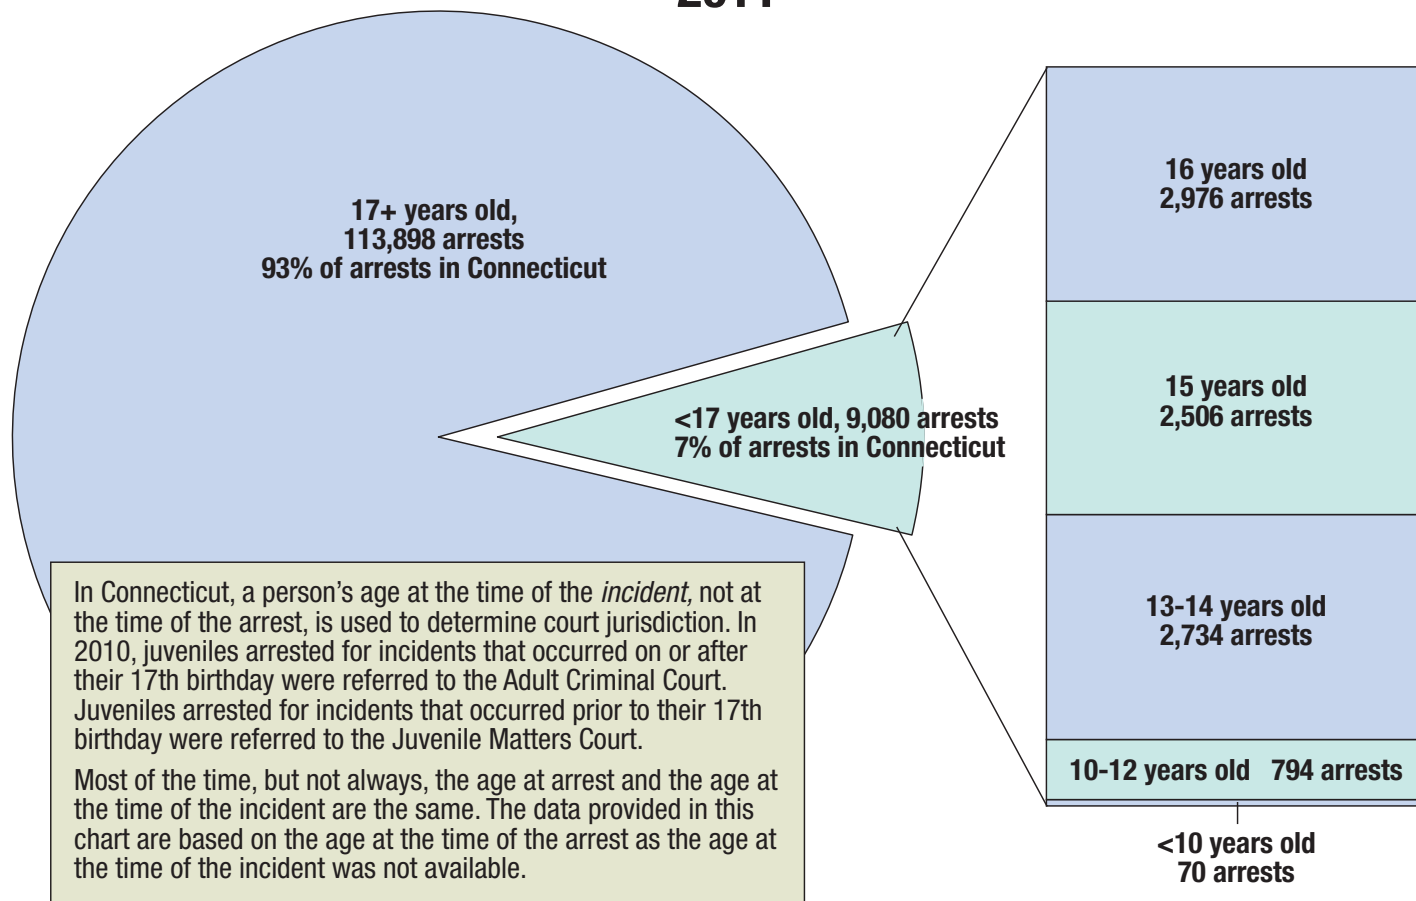 17+ years old,
113,898 arrests
93% of arrests in Connecticut
<17 years old, 9,080 arrests
7% of arrests in Connecticut
16 years old
2,976 arrests
15 years old
2,506 arrests
13-14 years old
2,734 arrests
10-12 years old 794 arrests
<10 years old
70 arrests
In Connecticut, a person’s age at the time of the incident, not at
the time of the arrest, is used to determine court jurisdiction. In
2010, juveniles arrested for incidents that occurred on or after
their 17th birthday were referred to the Adult Criminal Court.
Juveniles arrested for incidents that occurred prior to their 17th
birthday were referred to the Juvenile Matters Court.
Most of the time, but not always, the age at arrest and the age at
the time of the incident are the same. The data provided in this
chart are based on the age at the time of the arrest as the age at
the time of the incident was not available.